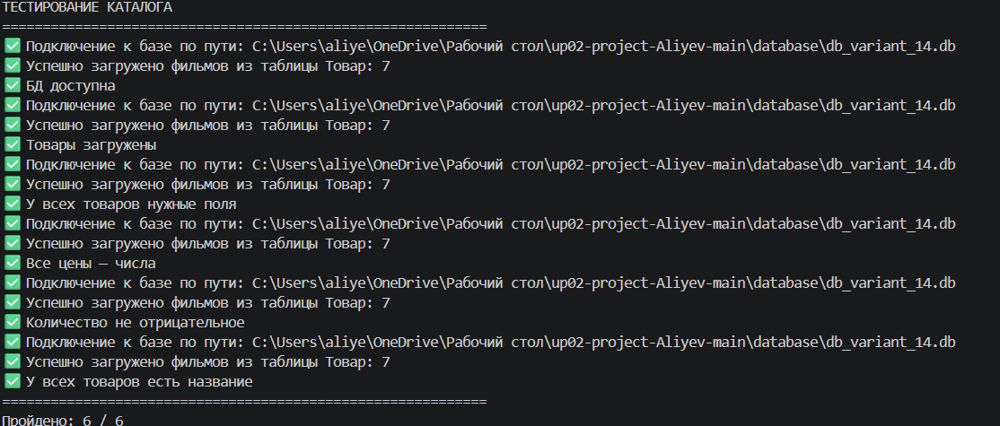 ТЕСТИРОВАНИЕ КАТАЛОГА
============================================================
✅ Подключение к базе по пути: C:\Users\aliye\OneDrive\Рабочий стол\up02-project-Aliyev-main\database\db_variant_14.db
✅ Успешно загружено фильмов из таблицы Товар: 7
✅ БД доступна
✅ Подключение к базе по пути: C:\Users\aliye\OneDrive\Рабочий стол\up02-project-Aliyev-main\database\db_variant_14.db
✅ Успешно загружено фильмов из таблицы Товар: 7
✅ Товары загружены
✅ Подключение к базе по пути: C:\Users\aliye\OneDrive\Рабочий стол\up02-project-Aliyev-main\database\db_variant_14.db
✅ Успешно загружено фильмов из таблицы Товар: 7
✅ У всех товаров нужные поля
✅ Подключение к базе по пути: C:\Users\aliye\OneDrive\Рабочий стол\up02-project-Aliyev-main\database\db_variant_14.db
✅ Успешно загружено фильмов из таблицы Товар: 7
✅ Все цены — числа
✅ Подключение к базе по пути: C:\Users\aliye\OneDrive\Рабочий стол\up02-project-Aliyev-main\database\db_variant_14.db
✅ Успешно загружено фильмов из таблицы Товар: 7
✅ Количество не отрицательное
✅ Подключение к базе по пути: C:\Users\aliye\OneDrive\Рабочий стол\up02-project-Aliyev-main\database\db_variant_14.db
✅ Успешно загружено фильмов из таблицы Товар: 7
✅ У всех товаров есть название
============================================================
Пройдено: 6 / 6